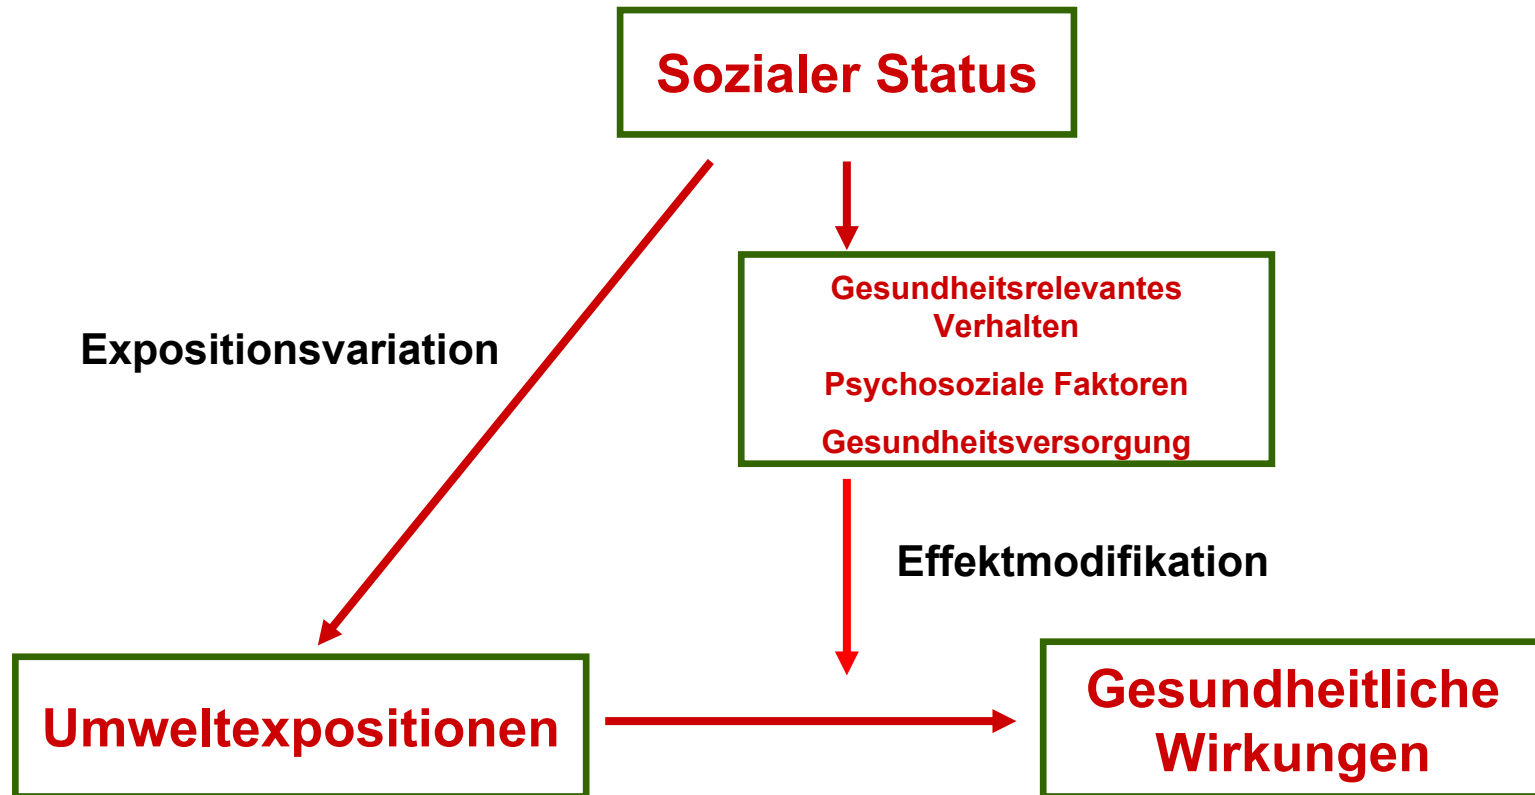 Sozialer Status
Gesundheitsrelevantes
Verhalten
Expositionsvariation
Psychosoziale Faktoren
Gesundheitsversorgung
Effektmodifikation
Umweltexpositionen
Gesundheitliche
Wirkungen